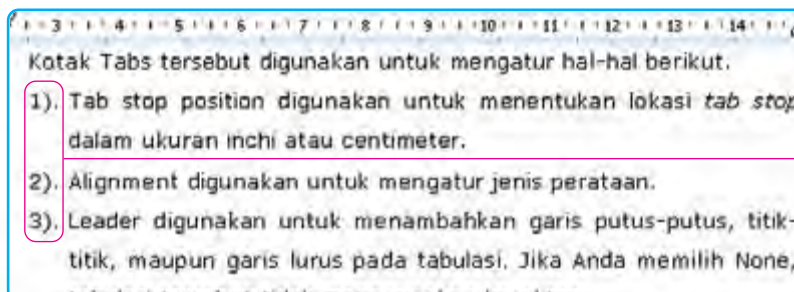 3 4 5 6 7 8 9 10 11 12 13 14
Kotak Tabs tersebut digunakan untuk mengatur hal-hal berikut.
1). Tab stop position digunakan untuk menentukan lokasi tab stop
dalam ukuran inchi atau centimeter.
2). Alignment digunakan untuk mengatur jenis perataan.
3). Leader digunakan untuk menambahkan garis putus-putus, titik-
titik, maupun garis lurus pada tabulasi. Jika Anda memilih None,